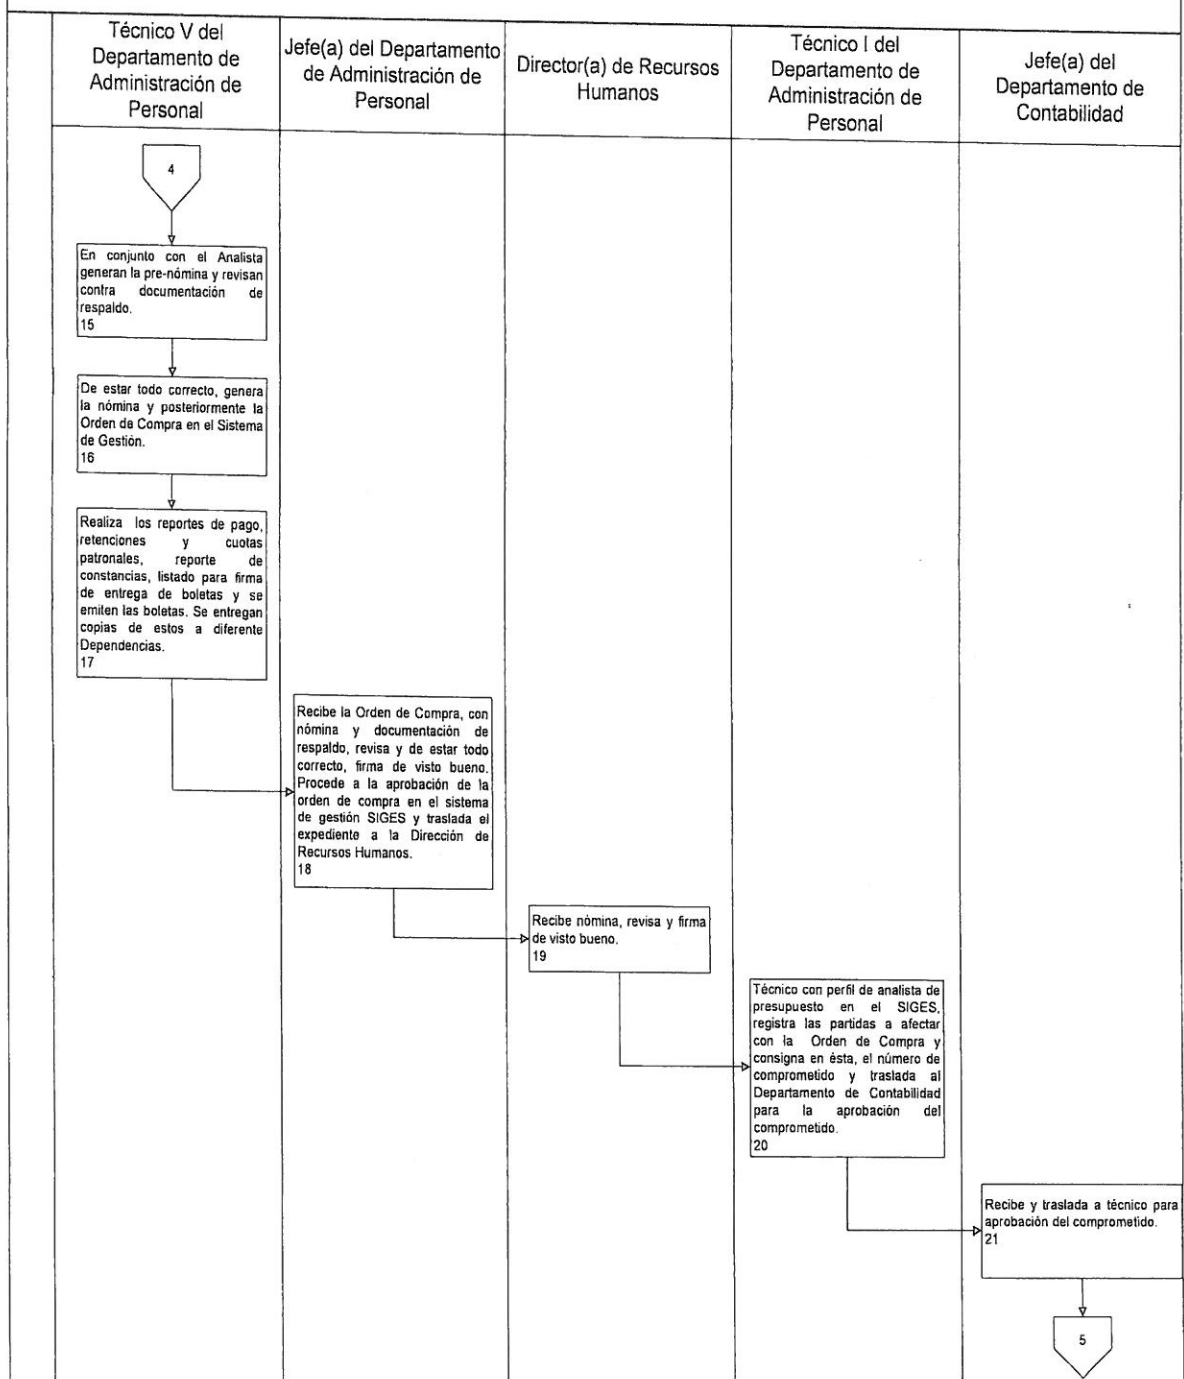 Técnico V del
Departamento de
Administración de
Personal
Jefe(a) del Departamento
de Administración de
Personal
Director(a) de Recursos
Humanos
Técnico I del
Departamento de
Administración de
Personal
Jefe(a) del
Departamento de
Contabilidad
4
En conjunto con el Analista
generan la pre-nómina y revisan
contra documentación de
respaldo.
15
De estar todo correcto, genera
la nómina y posteriormente la
Orden de Compra en el Sistema
de Gestión.
16
Realiza los reportes de pago,
retenciones y cuotas
patronales, reporte de
constancias, listado para firma
de entrega de boletas y se
emiten las boletas. Se entregan
copias de estos a diferente
Dependencias.
17
Recibe la Orden de Compra, con
nómina y documentación de
respaldo, revisa y de estar todo
correcto, firma de visto bueno.
Procede a la aprobación de la
orden de compra en el sistema
de gestión SIGES y traslada el
expediente a la Dirección de
Recursos Humanos.
18
Recibe nómina, revisa y firma
de visto bueno.
19
Técnico con perfil de analista de
presupuesto en el SIGES,
registra las partidas a afectar
con la Orden de Compra y
consigna en ésta, el número de
comprometido y traslada al
Departamento de Contabilidad
para la aprobación del
comprometido.
20
Recibe y traslada a técnico para
aprobación del comprometido.
21
5